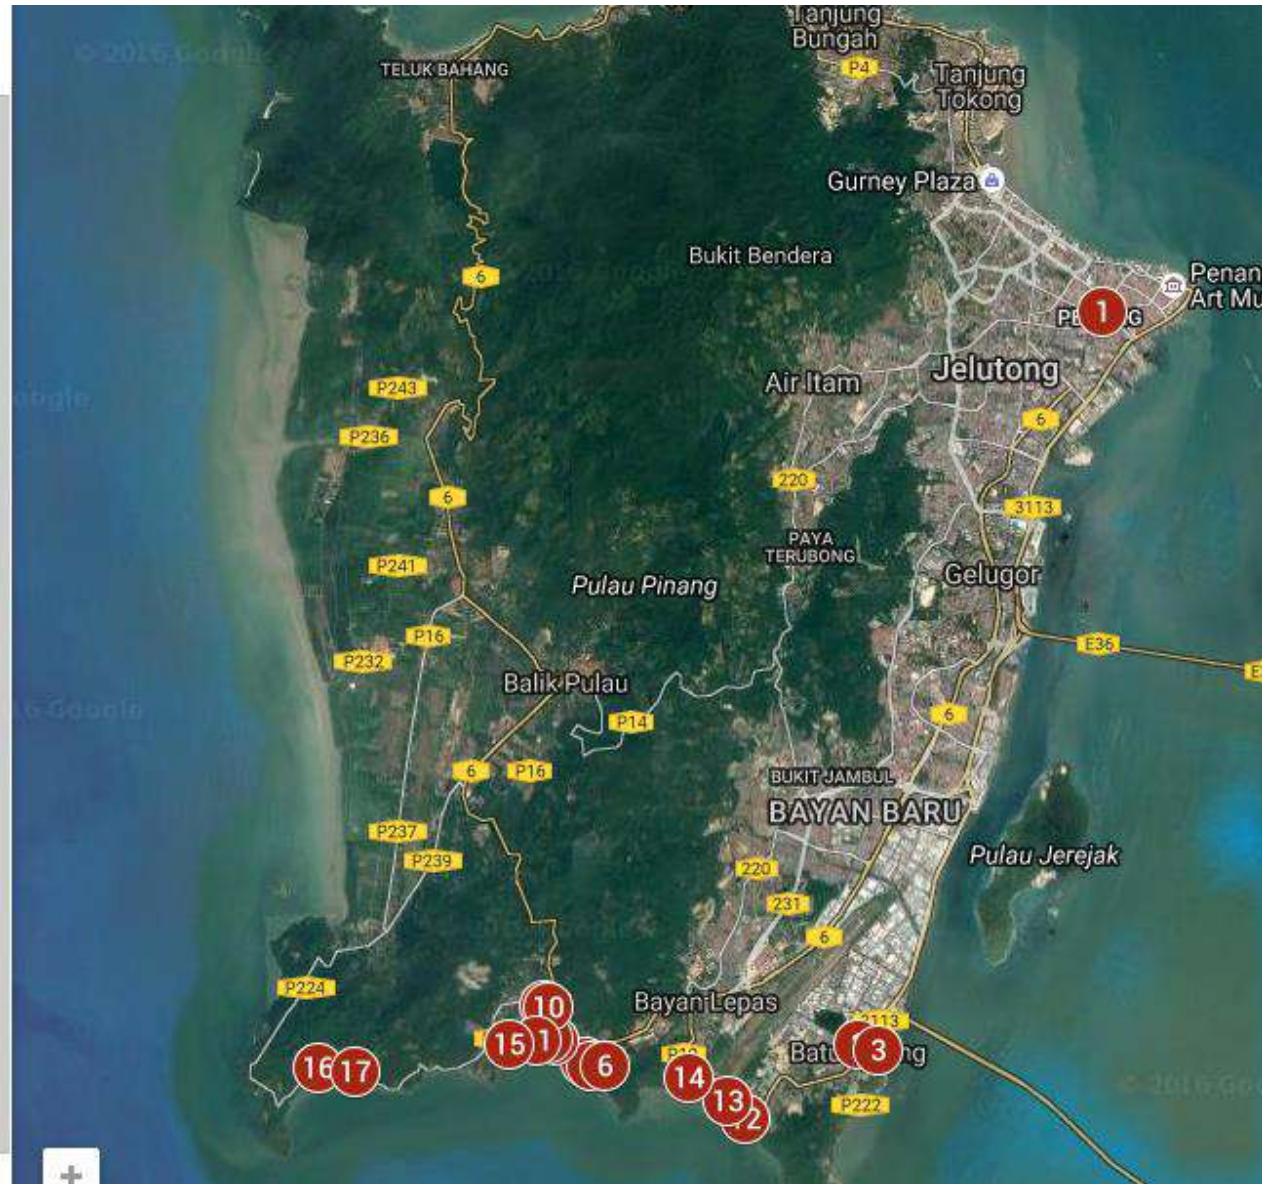 © 2016 Google
Tanjung
Bungah
P4
TELUK BAHANG
Tanjung
Tokong
Gurney Plaza
Bukit Bendera
6
Penan
Art Mu
1
Jelutong
Air Itam
P243
6
P236
220
6
3113
PAYA
TERUBONG
P241
Gelugor
Pulau Pinang
P16
E36
P232
Balik Pulau
6
P14
6
P16
BUKIT JAMBUL
BAYAN BARU
P237
P239
Pulau Jerejak
220
231
6
P224
10
Bayan Lepas
15
3
16
17
6
14
13
P222
+